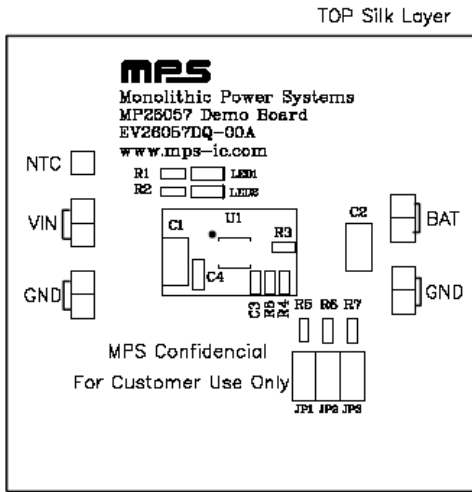 TOP Silk Layer
mps
Monolithic Power Systems
MP26057 Demo Board
EV26057DQ-00A
www.mps-ic.com
R1 LED1
R2 LED2
NTC
VIN
GND
C1
U1
R3
C4
C3
R4
C2
BAT
GND
R5 R6 R7
MPS Confidencial
For Customer Use Only
JP1 JP2 JP3